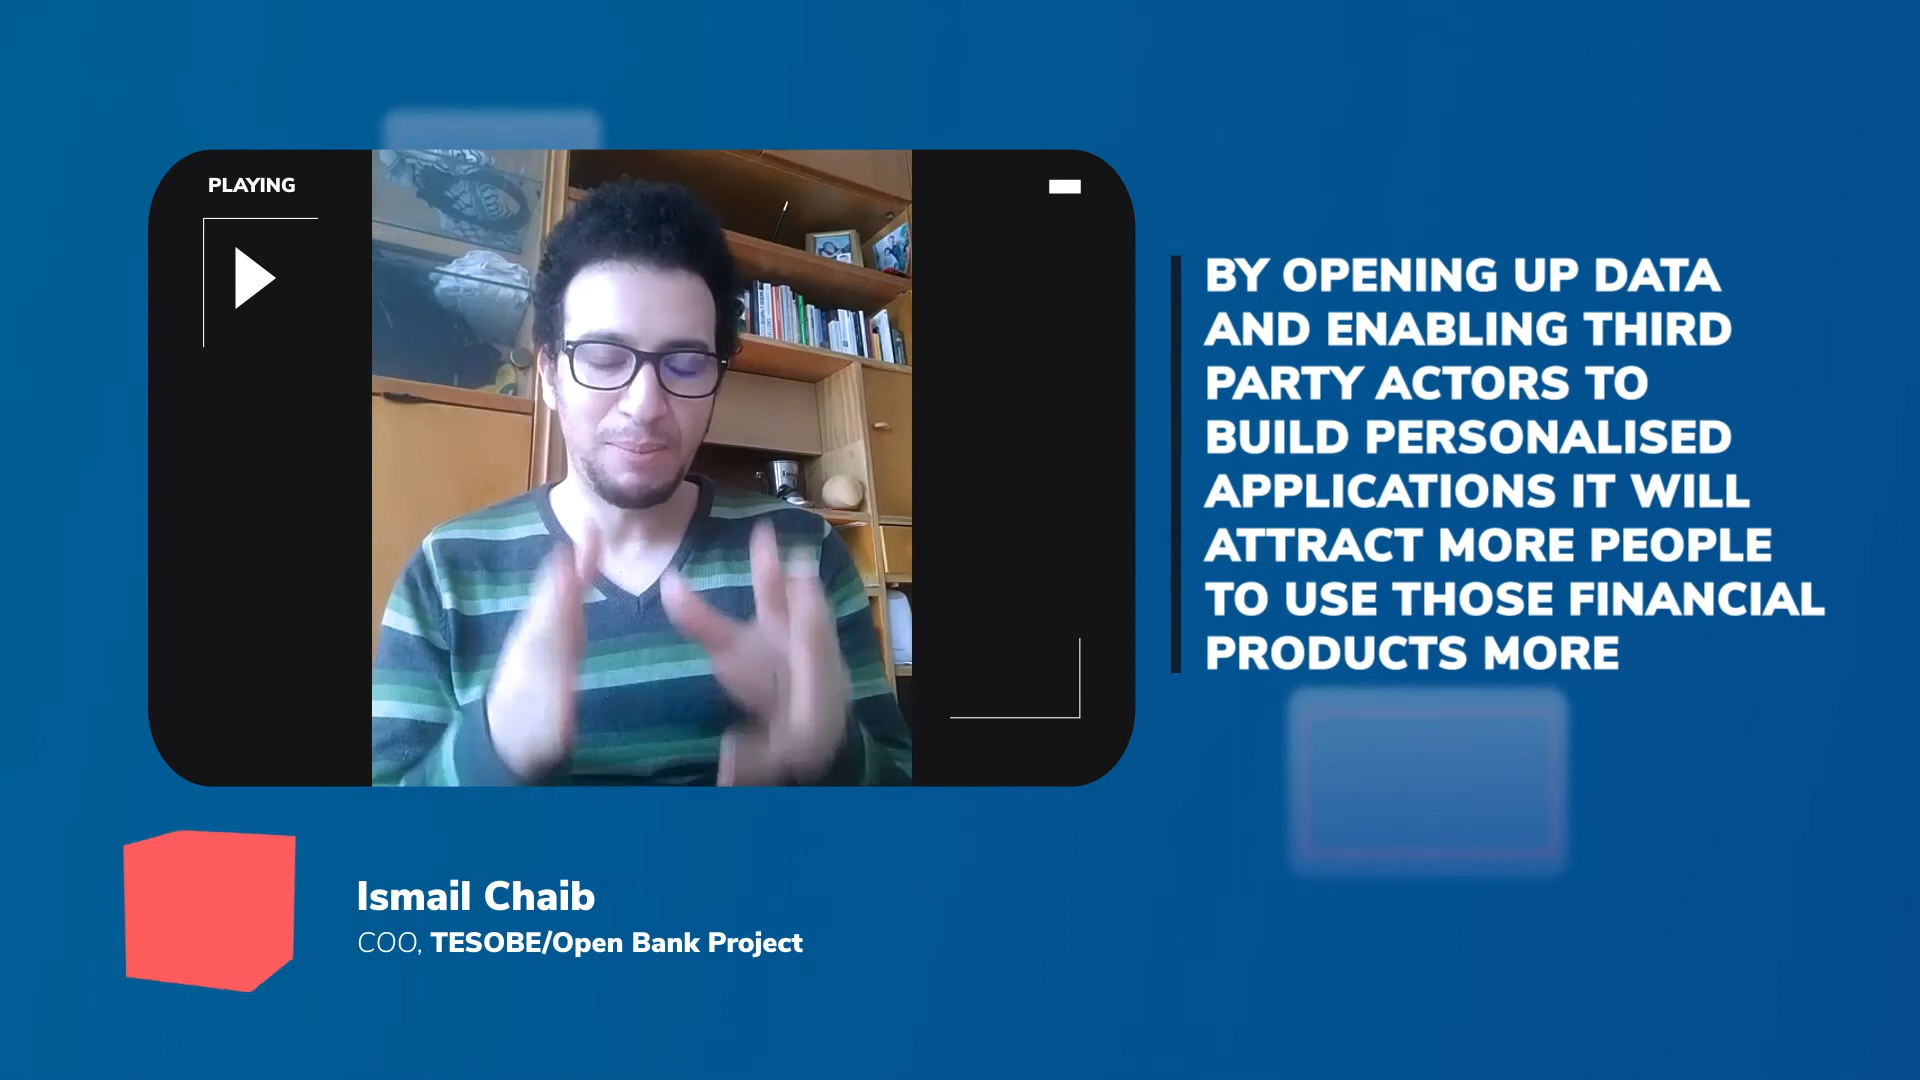 PLAYING
BY OPENING UP DATA
AND ENABLING THIRD
PARTY ACTORS TO
BUILD PERSONALISED
APPLICATIONS IT WILL
ATTRACT MORE PEOPLE
TO USE THOSE FINANCIAL
PRODUCTS MORE
Ismail Chaib
COO, TESOBE/Open Bank Project